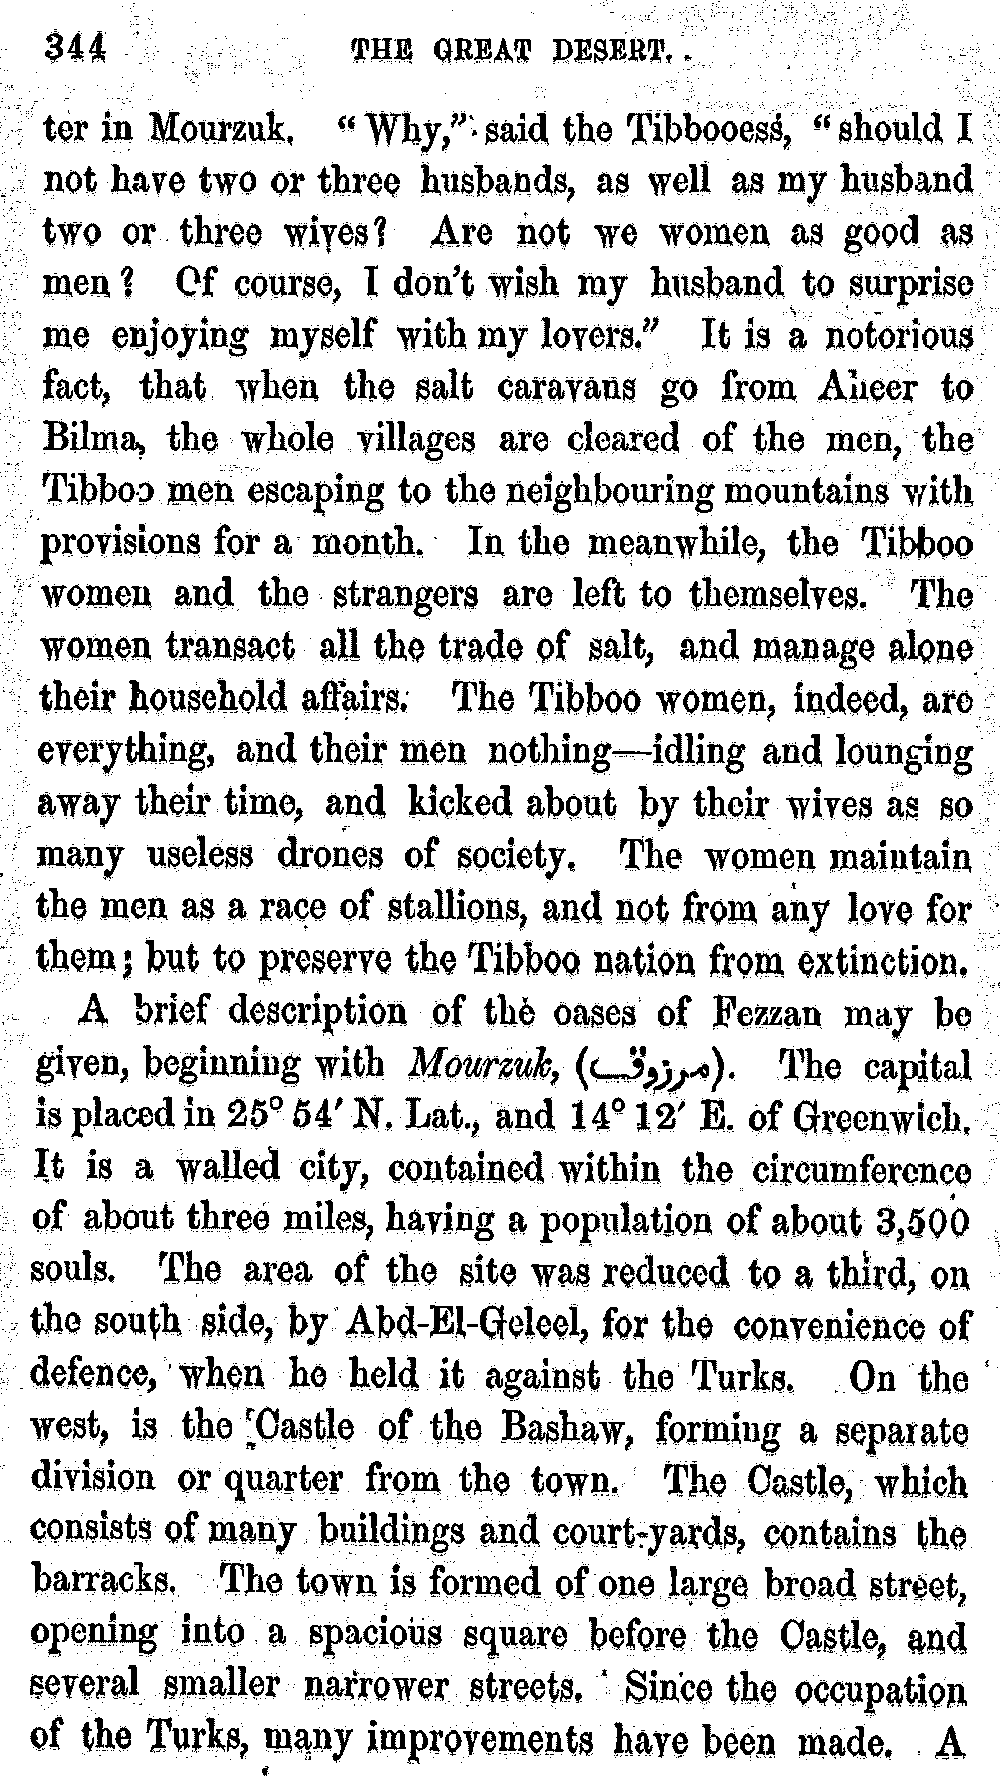 344 THE GREAT DESERT.
ter in Mourzuk. “Why,” said the Tibbooess, “should I
not have two or three husbands, as well as my husband
two or three wives? Are not we women as good as
men? Of course, I don't wish my husband to surprise
me enjoying myself with my lovers.” It is a notorious
fact, that when the salt caravans go from Aheer to
Bilma, the whole villages are cleared of the men, the
Tibboo men escaping to the neighbouring mountains with
provisions for a month. In the meanwhile, the Tibboo
women and the strangers are left to themselves. The
women transact all the trade of salt, and manage alone
their household affairs. The Tibboo women, indeed, are
everything, and their men nothing—idling and lounging
away their time, and kicked about by their wives as so
many useless drones of society. The women maintain
the men as a race of stallions, and not from any love for
them; but to preserve the Tibboo nation from extinction.
A brief description of the oases of Fezzan may be
given, beginning with Mourzuk, (مرزوق). The capital
is placed in 25° 54′ N. Lat., and 14° 12′ E. of Greenwich.
It is a walled city, contained within the circumference
of about three miles, having a population of about 3,500
souls. The area of the site was reduced to a third, on
the south side, by Abd-El-Geleel, for the convenience of
defence, when he held it against the Turks. On the
west, is the Castle of the Bashaw, forming a separate
division or quarter from the town. The Castle, which
consists of many buildings and court-yards, contains the
barracks. The town is formed of one large broad street,
opening into a spacious square before the Castle, and
several smaller narrower streets. Since the occupation
of the Turks, many improvements have been made. A